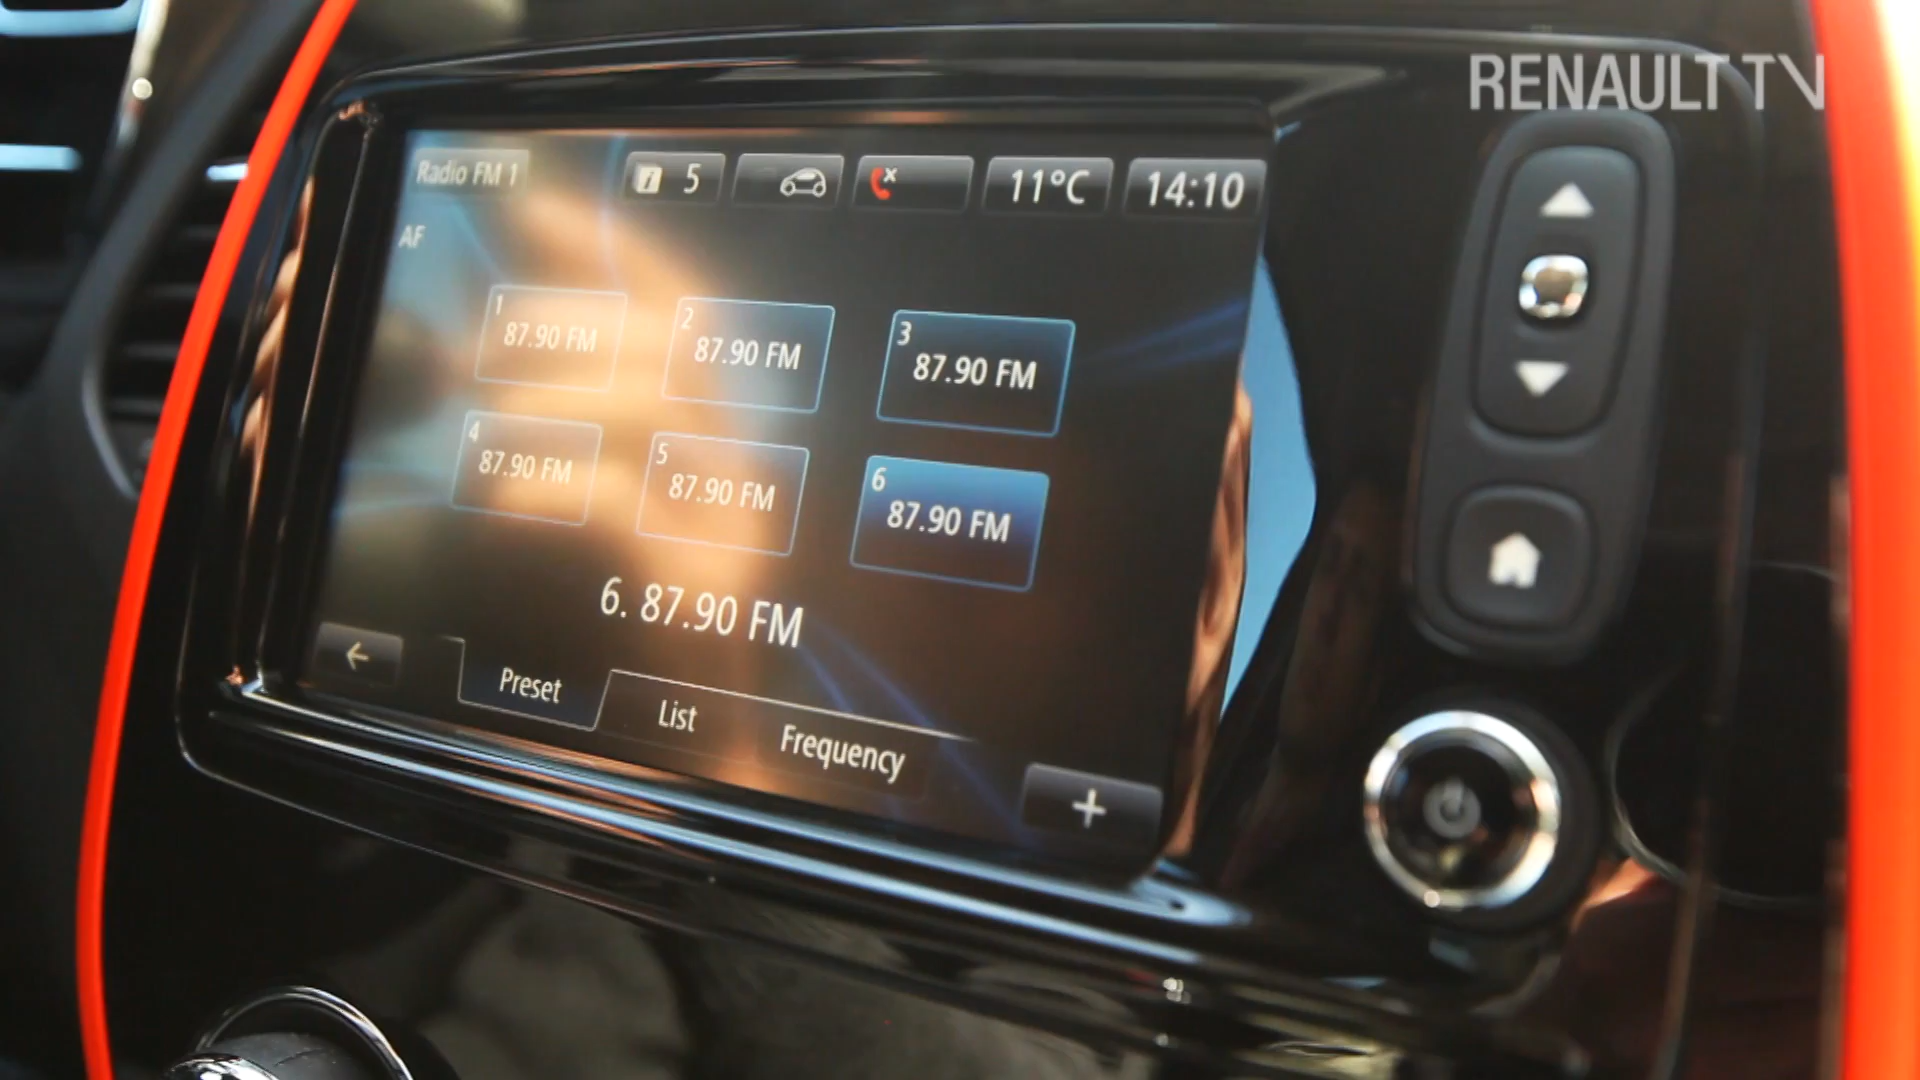 RENAULT TV
Radio FM 1
i 5
11°C
14:10
AF
1
87.90 FM
2
87.90 FM
3
87.90 FM
4
87.90 FM
5
87.90 FM
6
87.90 FM
6. 87.90 FM
Preset
List
Frequency
+